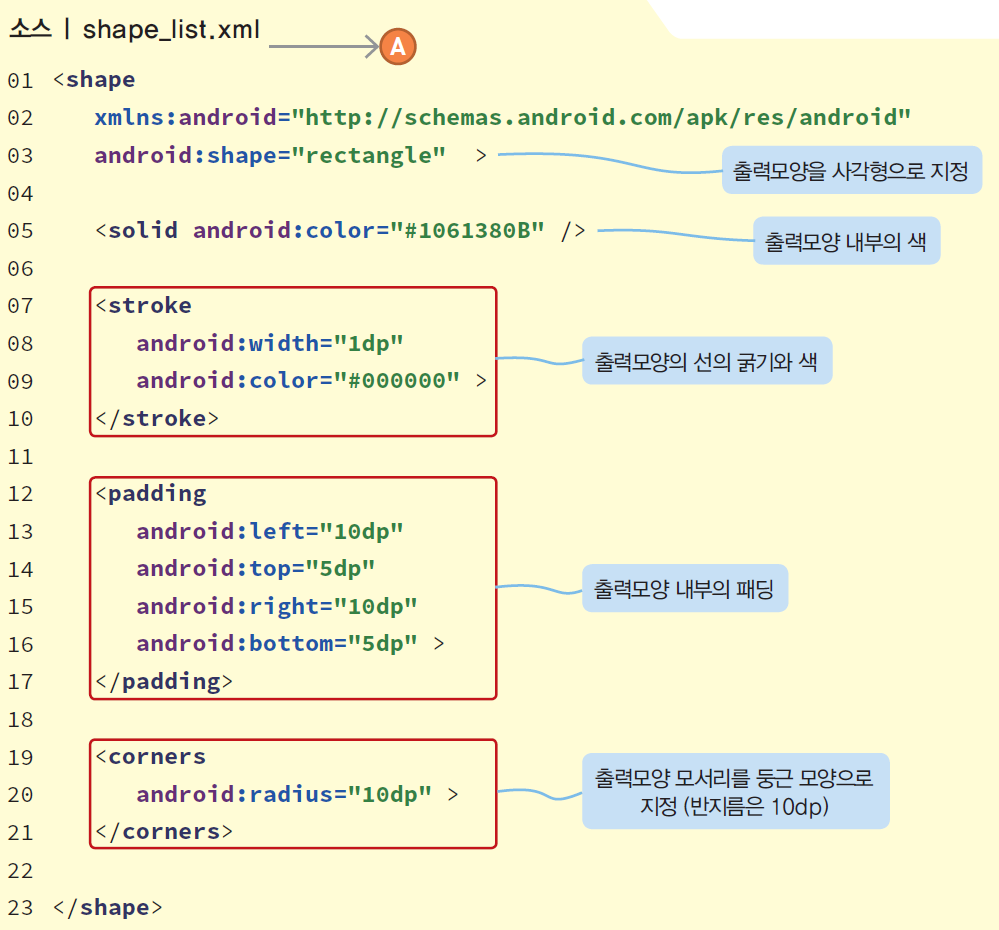 소스 | shape_list.xml
A
01 <shape
02 xmlns:android="http://schemas.android.com/apk/res/android"
03 android:shape="rectangle" >
출력모양을 사각형으로 지정
04
05 <solid android:color="#1061380B" />
출력모양 내부의 색
06
07 <stroke
08 android:width="1dp"
출력모양의 선의 굵기와 색
09 android:color="#000000" >
10 </stroke>
11
12 <padding
13 android:left="10dp"
14 android:top="5dp"
출력모양 내부의 패딩
15 android:right="10dp"
16 android:bottom="5dp" >
17 </padding>
18
19 <corners
20 android:radius="10dp" >
출력모양 모서리를 둥근 모양으로
지정 (반지름은 10dp)
21 </corners>
22
23 </shape>